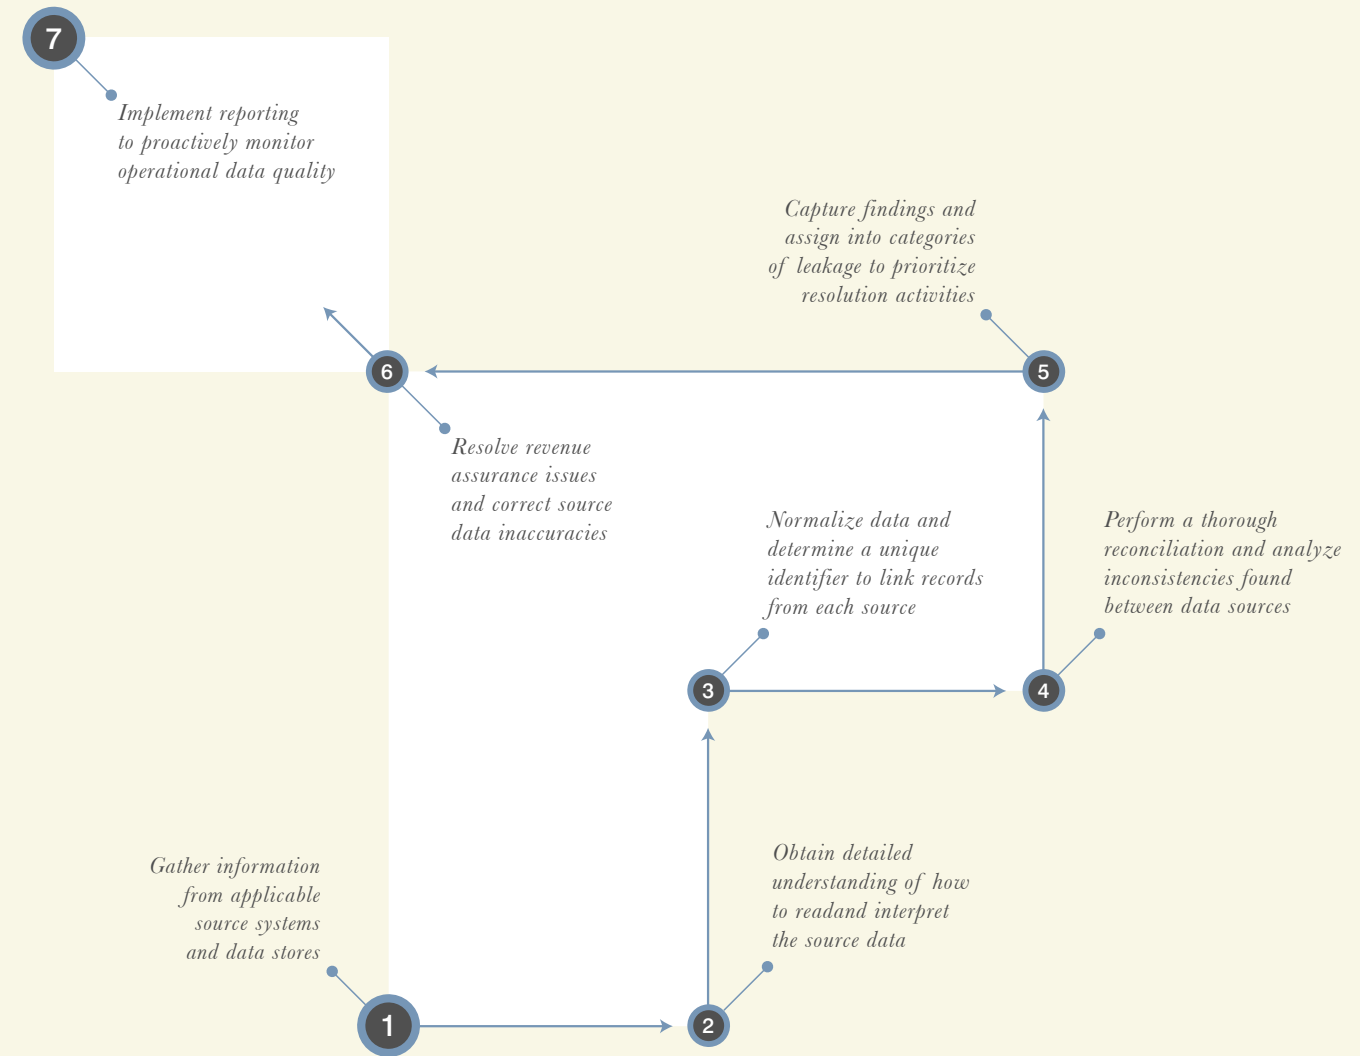 7
Implement reporting
to proactively monitor
operational data quality
Capture findings and
assign into categories
of leakage to prioritize
resolution activities
6
5
Resolve revenue
assurance issues
and correct source
data inaccuracies
Normalize data and
determine a unique
identifier to link records
from each source
Perform a thorough
reconciliation and analyze
inconsistencies found
between data sources
3
4
Gather information
from applicable
source systems
and data stores
Obtain detailed
understanding of how
to readand interpret
the source data
1
2